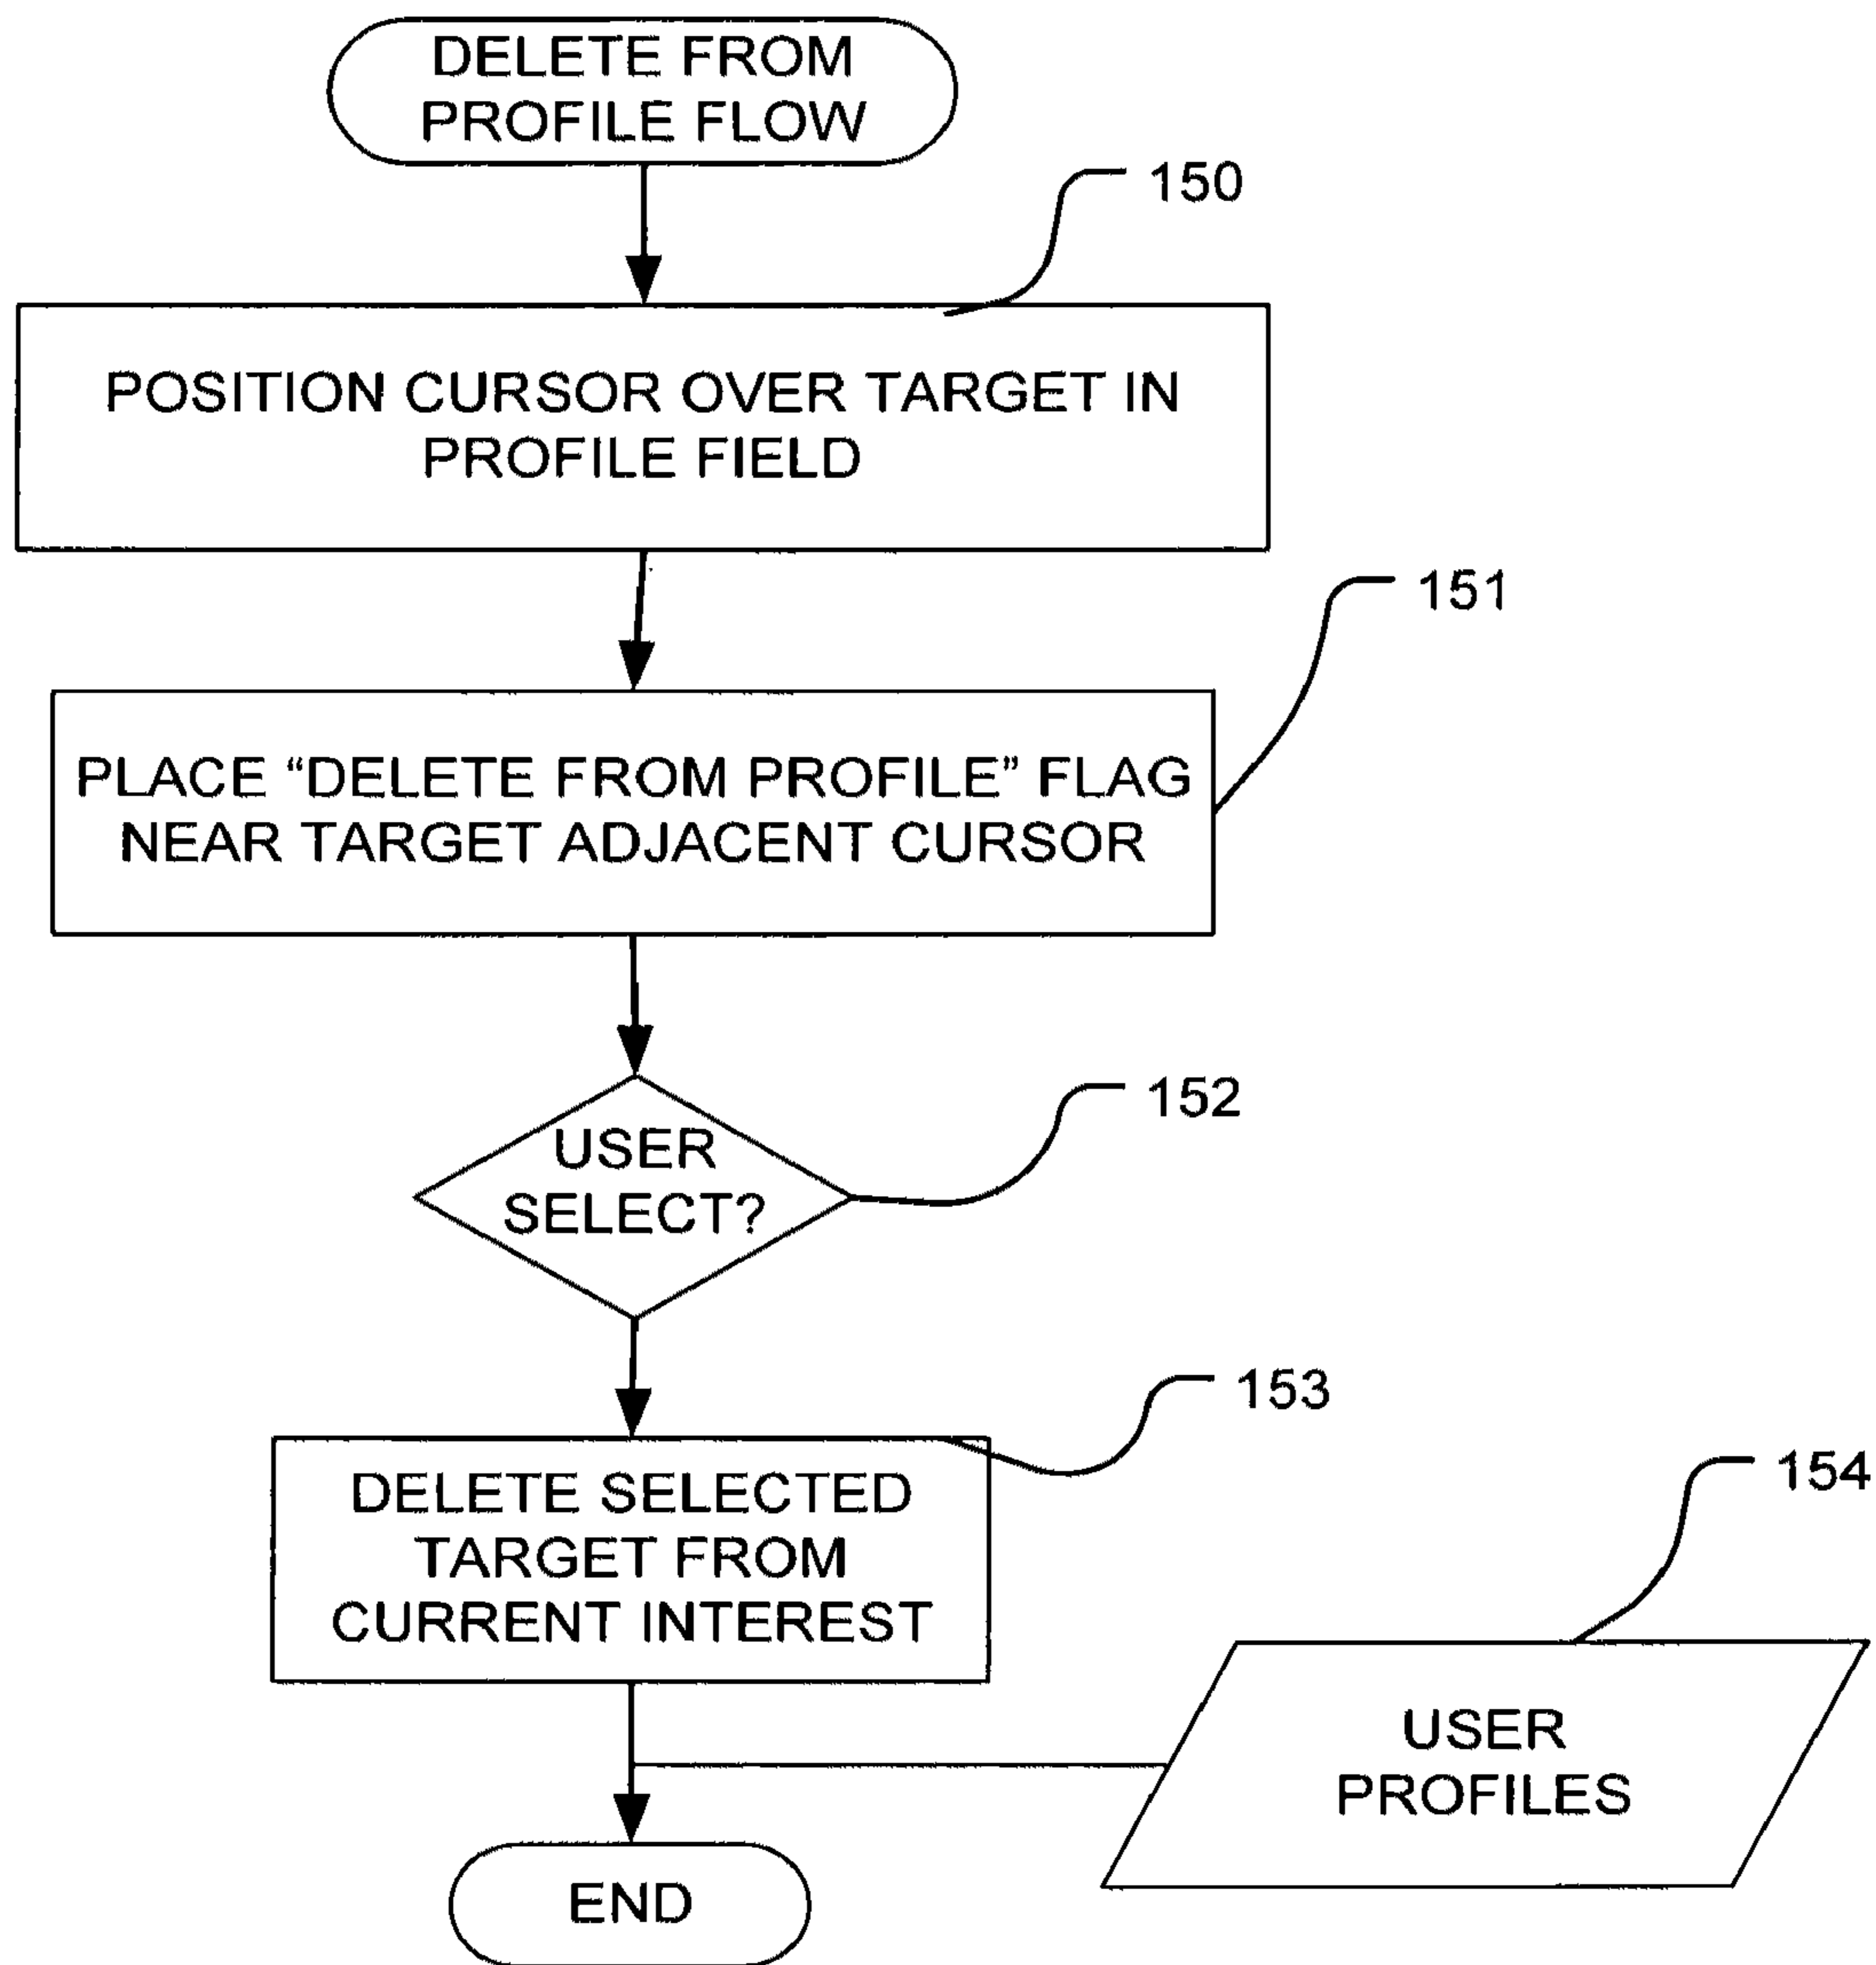 DELETE FROM
PROFILE FLOW
150
POSITION CURSOR OVER TARGET IN
PROFILE FIELD
151
PLACE “DELETE FROM PROFILE” FLAG
NEAR TARGET ADJACENT CURSOR
152
USER
SELECT?
153
DELETE SELECTED
TARGET FROM
CURRENT INTEREST
154
USER
PROFILES
END